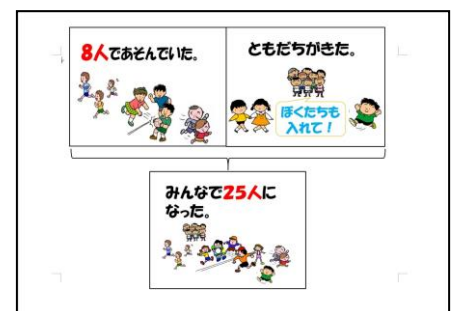 8人であそんでいた。
ともだちがきた。
ぼくたちも
入れて！
みんなで25人に
なった。